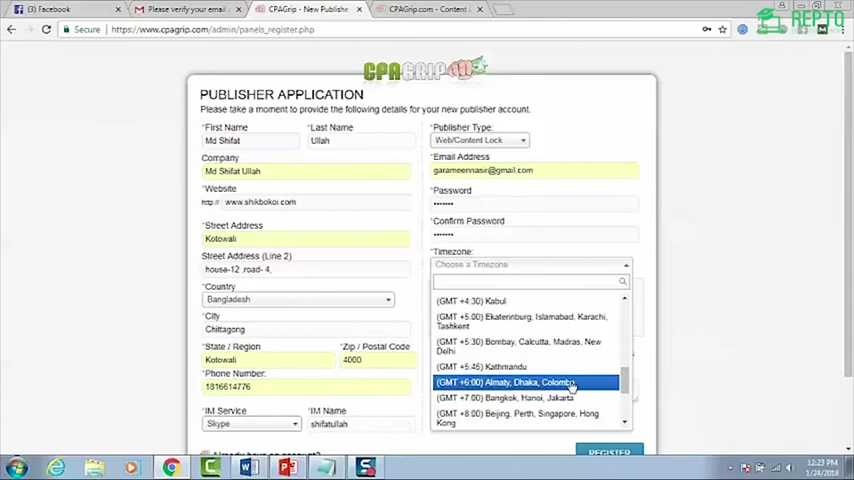 (3) Facebook
Please verify your email
CPAGrip - New Publishe
CPAGrip.com - Content L
REPTO
Secure
https://www.cpagrip.com/admin/panels_register.php
CPAGRIP
PUBLISHER APPLICATION
Please take a moment to provide the following details for your new publisher account.
*First Name
*Last Name
Md Shifat
Ullah
Company
Md Shifat Ullah
*Website
http://
www.shikbokoi.com
*Street Address
Kotowali
Street Address (Line 2)
house-12 ,road- 4,
*Country
Bangladesh
*City
Chittagong
*State / Region
*Zip / Postal Code
Kotowali
4000
*Phone Number:
1816614776
*IM Service
*IM Name
Skype
shifatullah
*Publisher Type:
Web/Content Lock
*Email Address
garameennasir@gmail.com
*Password
•••••••
*Confirm Password
•••••••
*Timezone:
Choose a Timezone
(GMT +4:30) Kabul
(GMT +5:00) Ekaterinburg, Islamabad, Karachi,
Tashkent
(GMT +5:30) Bombay, Calcutta, Madras, New
Delhi
(GMT +5:45) Kathmandu
(GMT +6:00) Almaty, Dhaka, Colombo
(GMT +7:00) Bangkok, Hanoi, Jakarta
(GMT +8:00) Beijing, Perth, Singapore, Hong
Kong
REGISTER
12:23 PM
1/24/2018